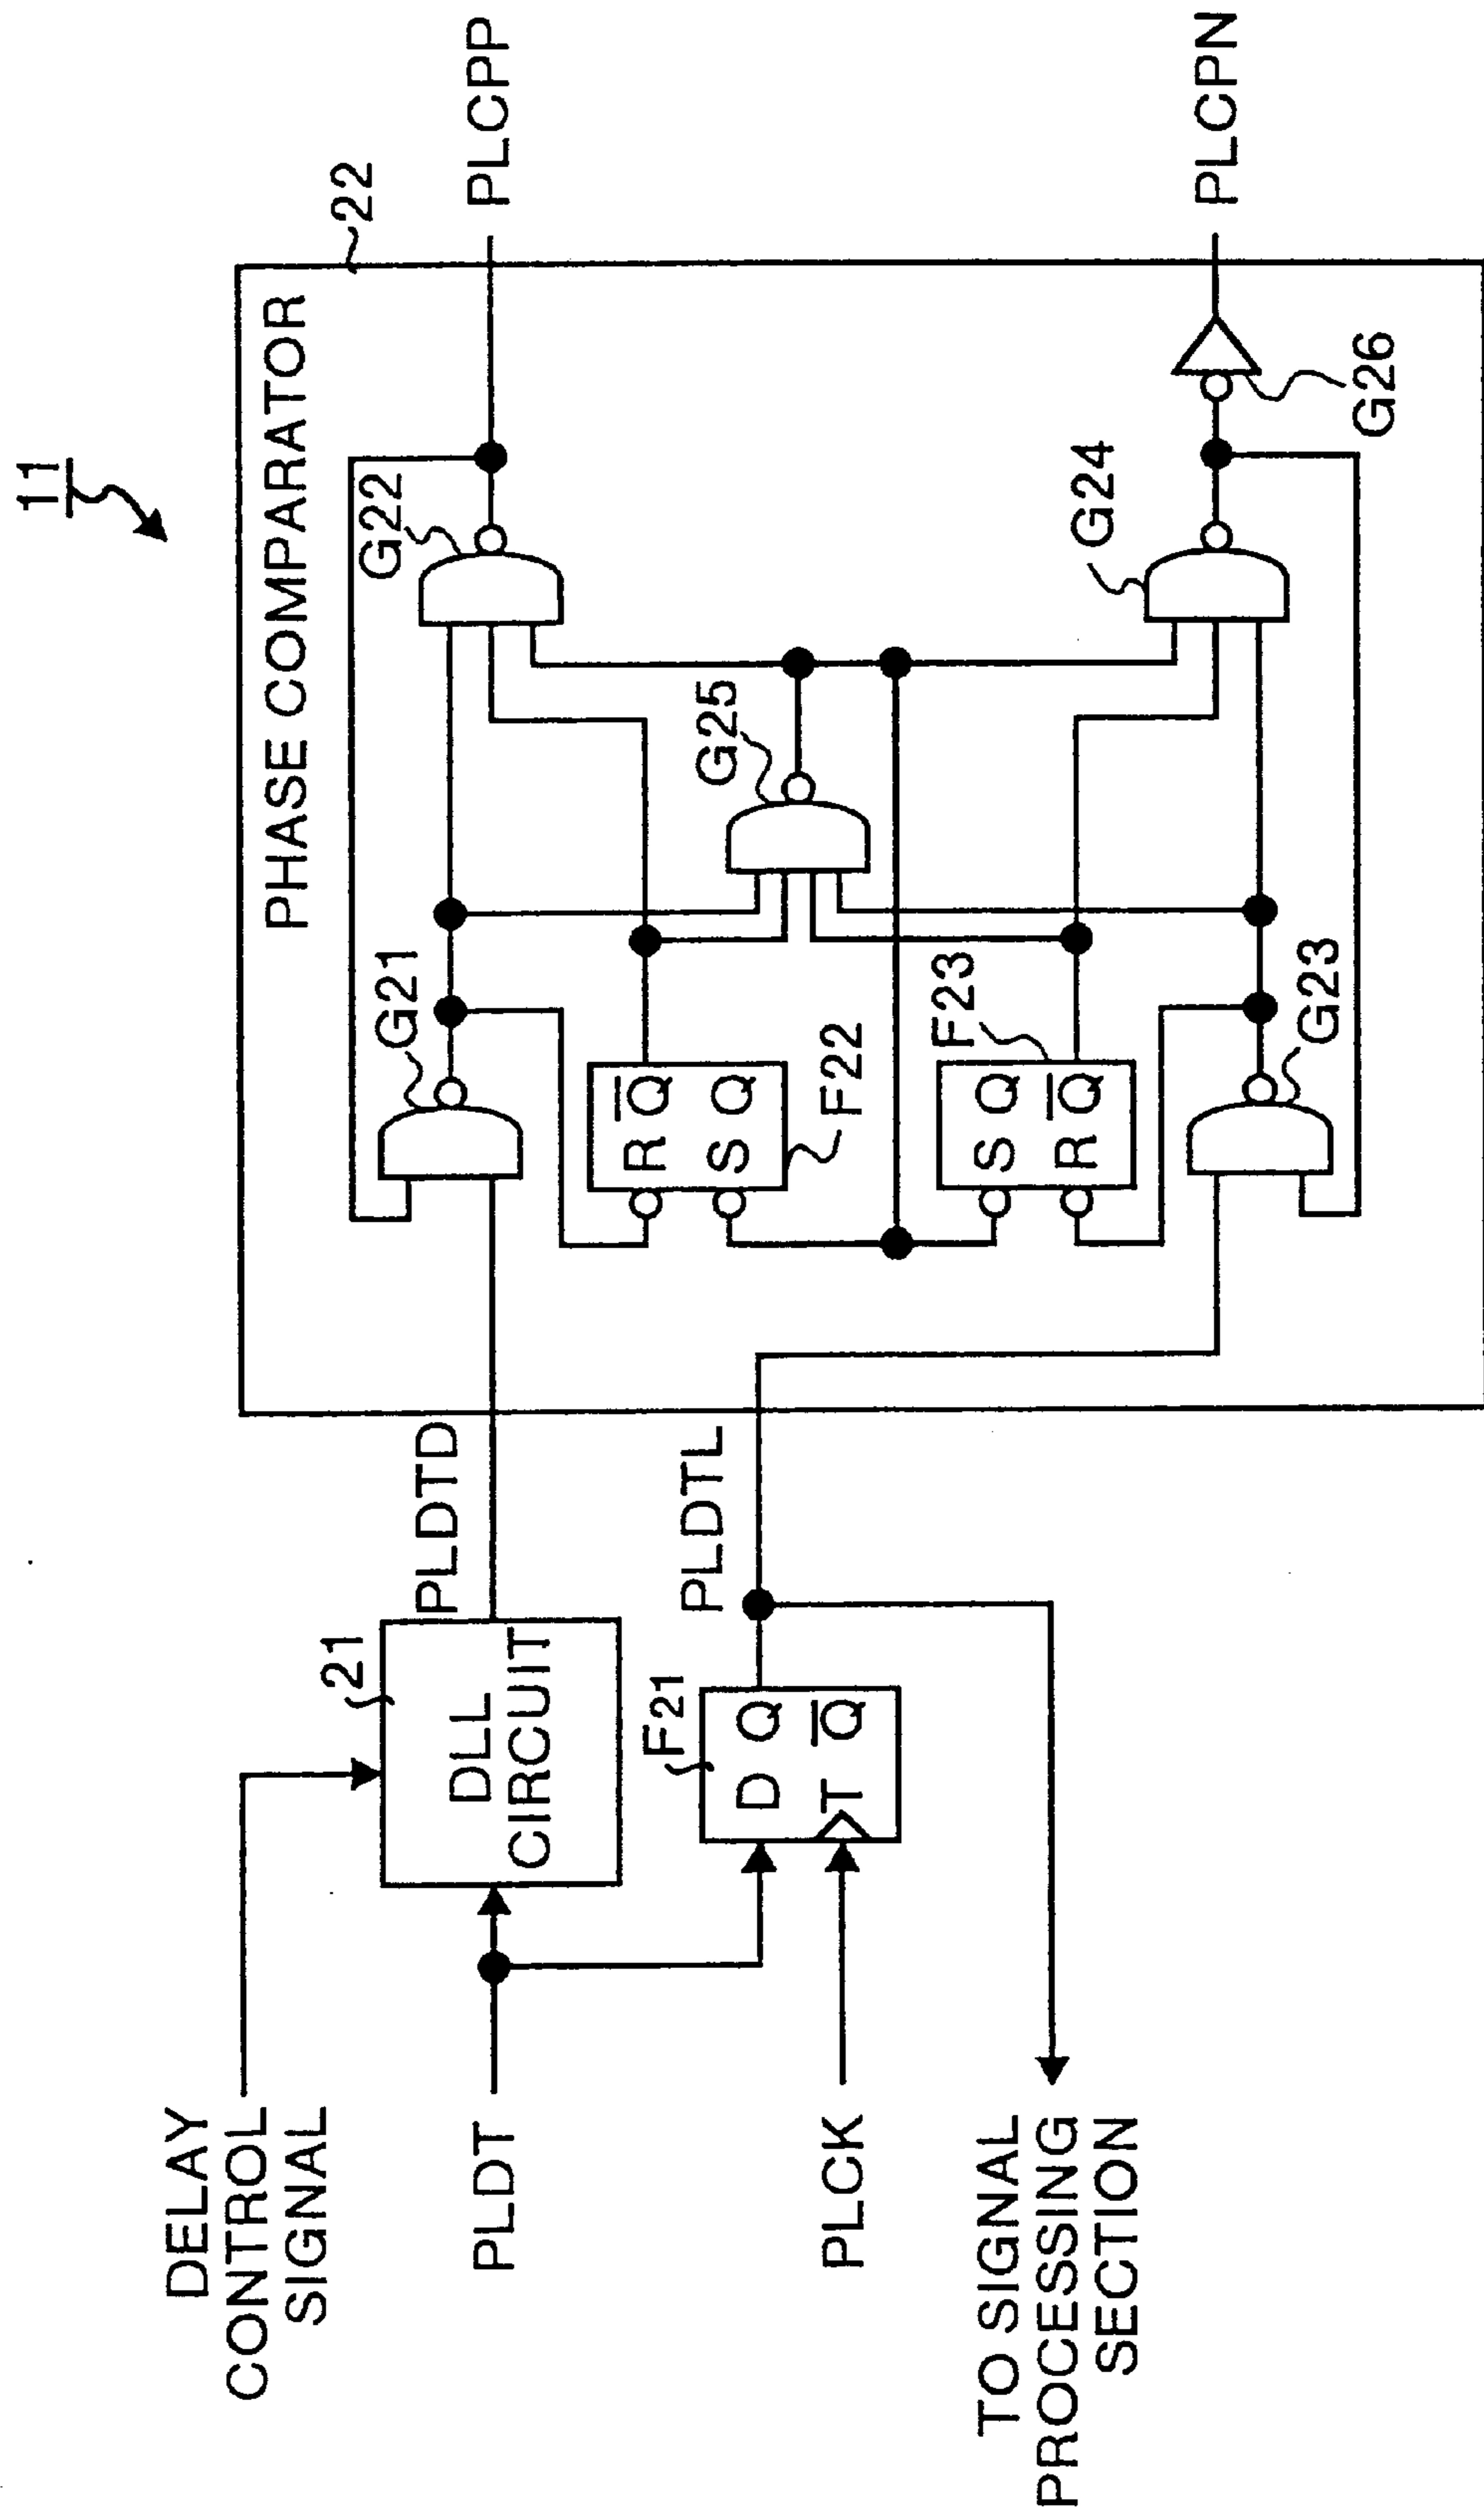 11
22
PHASE COMPARATOR
PLCPP
PLCPN
G21
G22
G25
G24
G26
G23
R Q̅
S Q
F22
F23
S Q
R Q̅
DELAY
CONTROL
SIGNAL
21
DLL
CIRCUIT
PLDTD
PLDT
F21
D Q
T Q̅
PLDTL
PLCK
TO SIGNAL
PROCESSING
SECTION